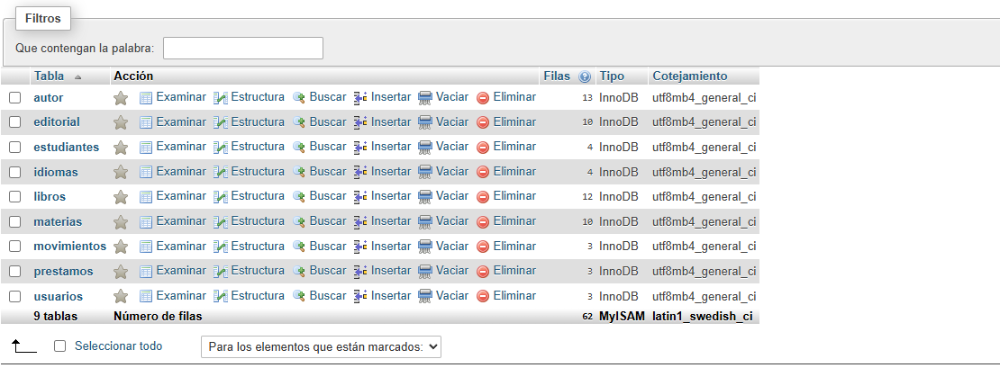 Filtros
Que contengan la palabra:
Tabla Acción Filas Tipo Cotejamiento
autor Examinar Estructura Buscar Insertar Vaciar Eliminar 13 InnoDB utf8mb4_general_ci
editorial Examinar Estructura Buscar Insertar Vaciar Eliminar 10 InnoDB utf8mb4_general_ci
estudiantes Examinar Estructura Buscar Insertar Vaciar Eliminar 4 InnoDB utf8mb4_general_ci
idiomas Examinar Estructura Buscar Insertar Vaciar Eliminar 4 InnoDB utf8mb4_general_ci
libros Examinar Estructura Buscar Insertar Vaciar Eliminar 12 InnoDB utf8mb4_general_ci
materias Examinar Estructura Buscar Insertar Vaciar Eliminar 10 InnoDB utf8mb4_general_ci
movimientos Examinar Estructura Buscar Insertar Vaciar Eliminar 3 InnoDB utf8mb4_general_ci
prestamos Examinar Estructura Buscar Insertar Vaciar Eliminar 3 InnoDB utf8mb4_general_ci
usuarios Examinar Estructura Buscar Insertar Vaciar Eliminar 3 InnoDB utf8mb4_general_ci
9 tablas Número de filas 62 MyISAM latin1_swedish_ci
Seleccionar todo Para los elementos que están marcados: